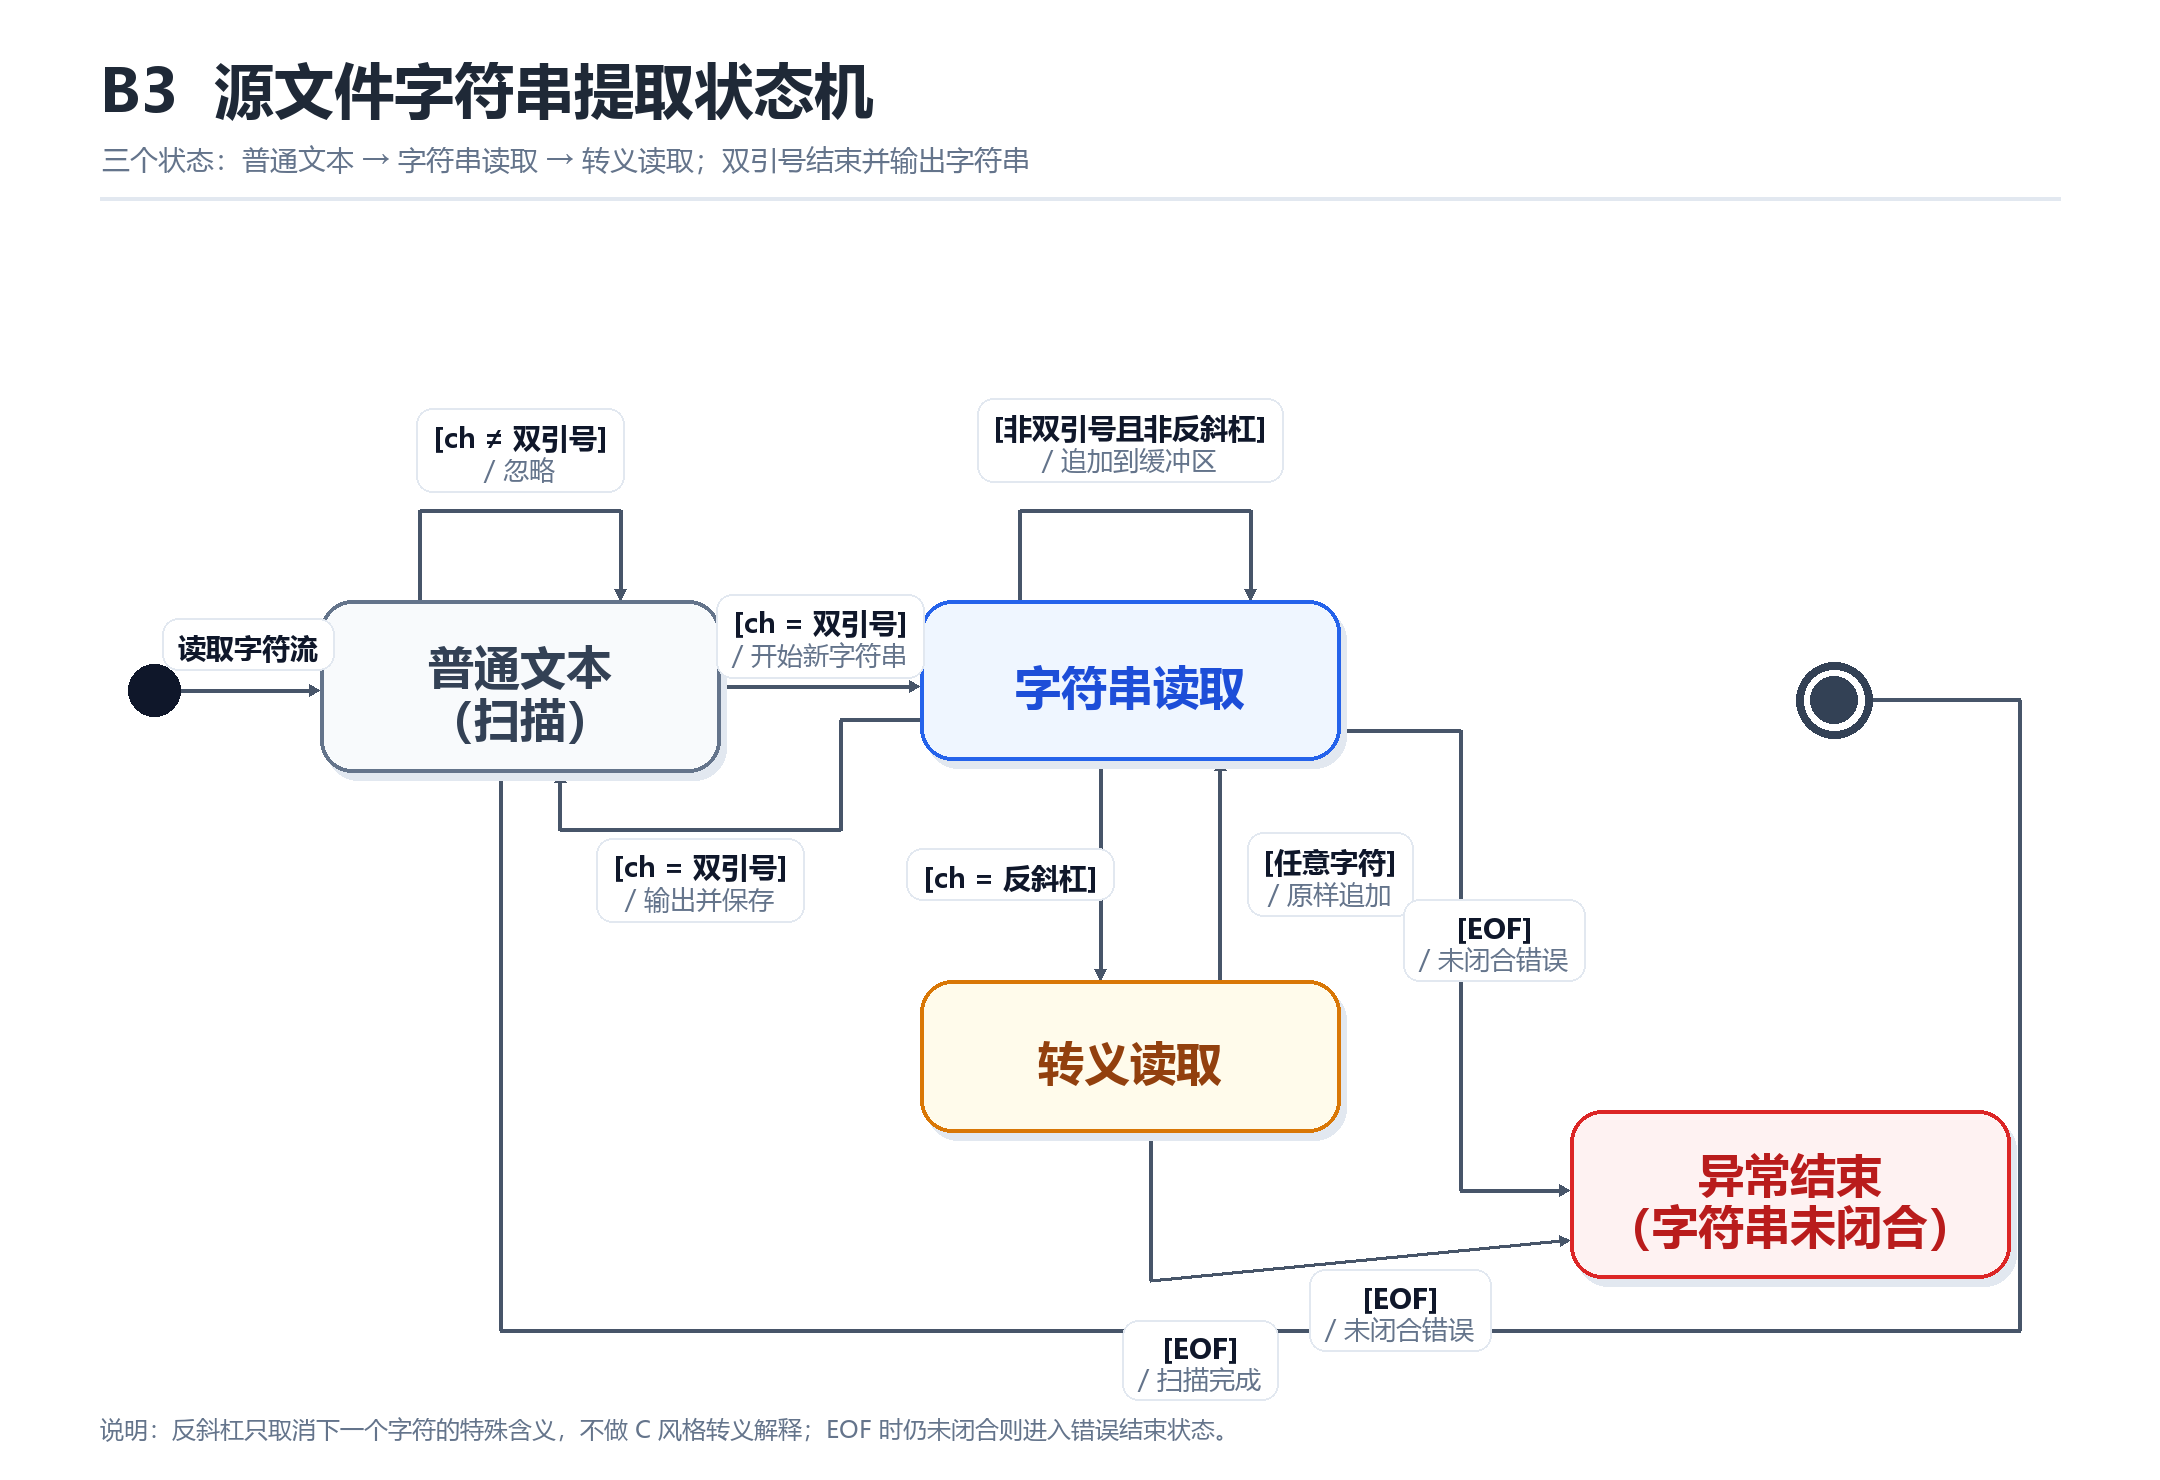 B3 源文件字符串提取状态机
三个状态：普通文本 → 字符串读取 → 转义读取；双引号结束并输出字符串
[ch ≠ 双引号]
/ 忽略
[非双引号且非反斜杠]
/ 追加到缓冲区
读取字符流
普通文本
（扫描）
[ch = 双引号]
/ 开始新字符串
字符串读取
[ch = 双引号]
/ 输出并保存
[ch = 反斜杠]
[任意字符]
/ 原样追加
[EOF]
/ 未闭合错误
转义读取
异常结束
（字符串未闭合）
[EOF]
/ 未闭合错误
[EOF]
/ 扫描完成
说明：反斜杠只取消下一个字符的特殊含义，不做 C 风格转义解释；EOF 时仍未闭合则进入错误结束状态。